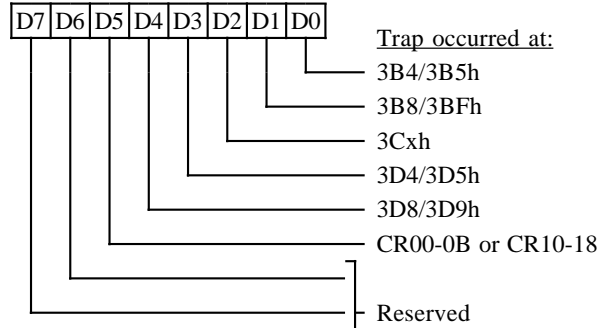 D7 D6 D5 D4 D3 D2 D1 D0
Trap occurred at:
3B4/3B5h
3B8/3BFh
3Cxh
3D4/3D5h
3D8/3D9h
CR00-0B or CR10-18
Reserved